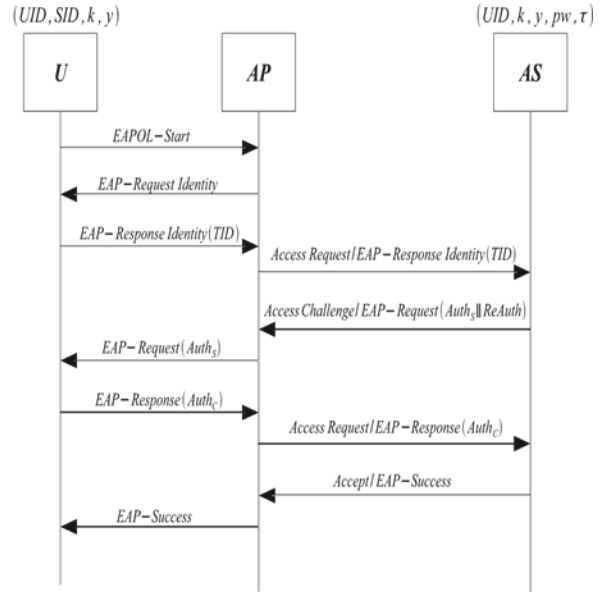 (UID, SID, k, y)
(UID, k, y, pw, τ)
U
AP
AS
EAPOL−Start
EAP−Request Identity
EAP−Response Identity(TID)
Access Request/EAP−Response Identity(TID)
Access Challenge/EAP−Request(Auth_S‖ReAuth)
EAP−Request(Auth_S)
EAP−Response(Auth_C)
Access Request/EAP−Response(Auth_C)
Accept/EAP−Success
EAP−Success